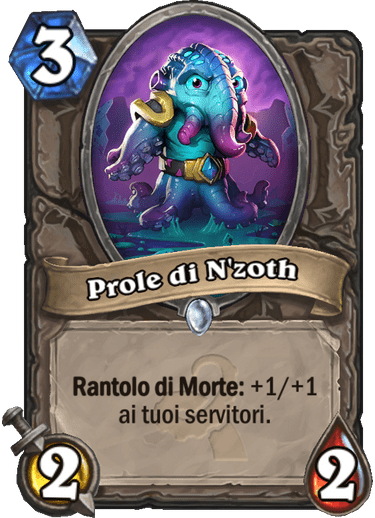 3
Prole di N'zoth
Rantolo di Morte: +1/+1
ai tuoi servitori.
2
2